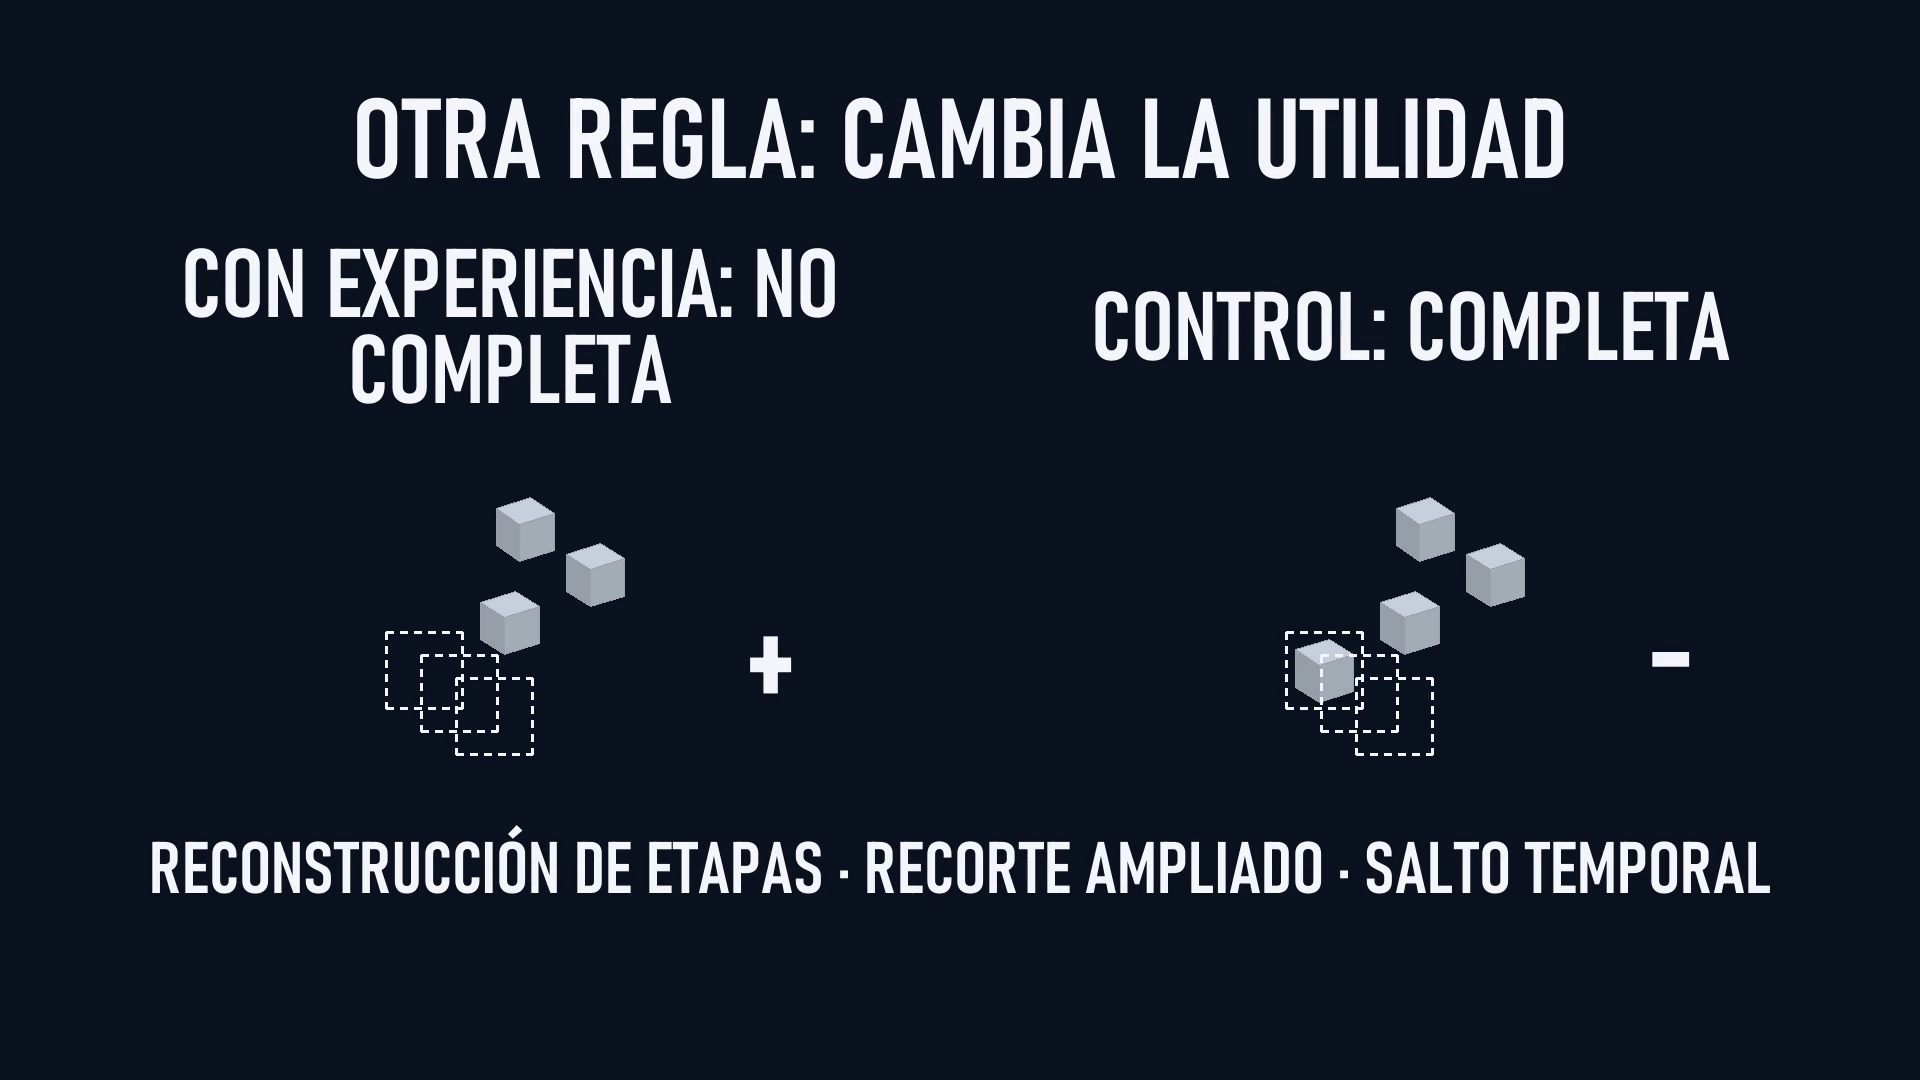 OTRA REGLA: CAMBIA LA UTILIDAD
CON EXPERIENCIA: NO
COMPLETA
CONTROL: COMPLETA
+
-
RECONSTRUCCIÓN DE ETAPAS · RECORTE AMPLIADO · SALTO TEMPORAL